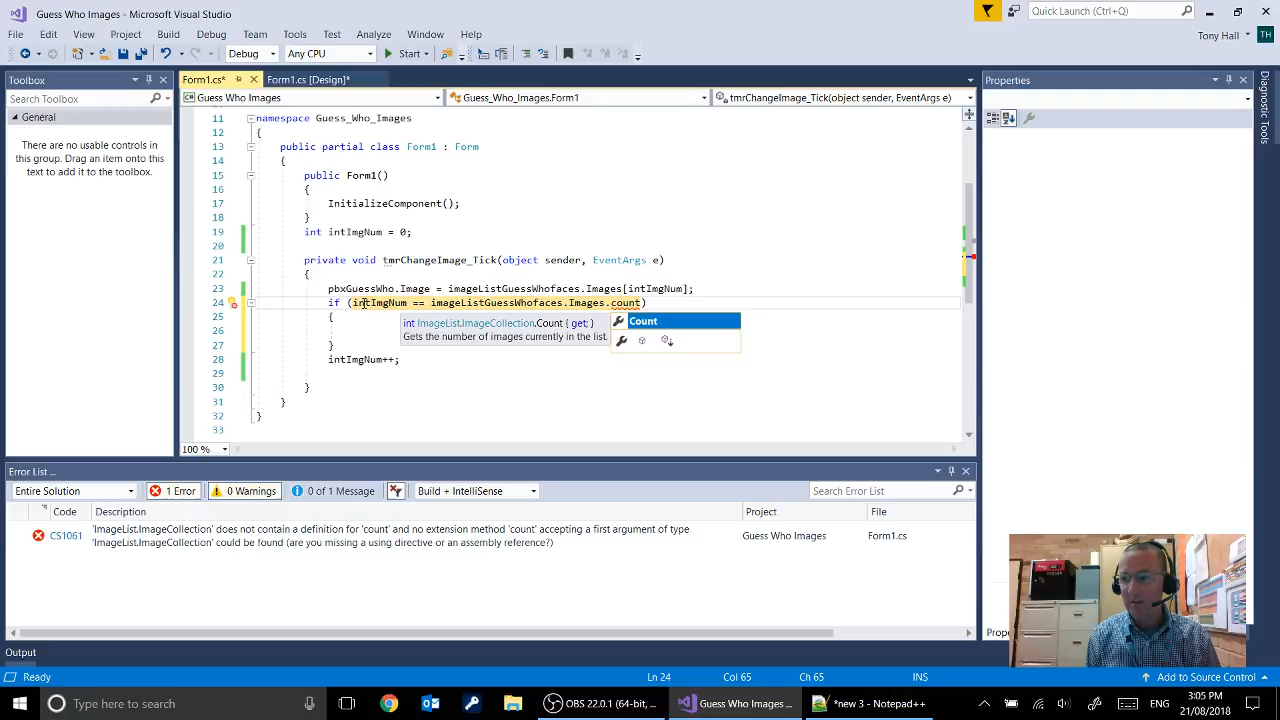 Guess Who Images - Microsoft Visual Studio
Quick Launch (Ctrl+Q)
File Edit View Project Build Debug Team Tools Test Analyze Window Help
Tony Hall TH
Debug Any CPU Start
Toolbox
Form1.cs* Form1.cs [Design]*
Properties
Search Toolbox
Guess Who Images Guess_Who_Images.Form1 tmrChangeImage_Tick(object sender, EventArgs e)
General
There are no usable controls in
this group. Drag an item onto this
text to add it to the toolbox.
Diagnostic Tools
11 namespace Guess_Who_Images
12 {
13 public partial class Form1 : Form
14 {
15 public Form1()
16 {
17 InitializeComponent();
18 }
19 int intImgNum = 0;
20
21 private void tmrChangeImage_Tick(object sender, EventArgs e)
22 {
23 pbxGuessWho.Image = imageListGuessWhofaces.Images[intImgNum];
24 if (intImgNum == imageListGuessWhofaces.Images.count)
25 {
26
27 }
28 intImgNum++;
29
30 }
31 }
32 }
33
int ImageList.ImageCollection.Count { get; }
Gets the number of images currently in the list.
Count
100 %
Error List ...
Entire Solution 1 Error 0 Warnings 0 of 1 Message Build + IntelliSense Search Error List
Code Description Project File
CS1061 'ImageList.ImageCollection' does not contain a definition for 'count' and no extension method 'count' accepting a first argument of type
'ImageList.ImageCollection' could be found (are you missing a using directive or an assembly reference?)
Guess Who Images Form1.cs
Prope
Output
Ready Ln 24 Col 65 Ch 65 INS Add to Source Control
Type here to search
OBS 22.0.1 (64-bit, ...
Guess Who Images ...
*new 3 - Notepad++
3:05 PM
21/08/2018